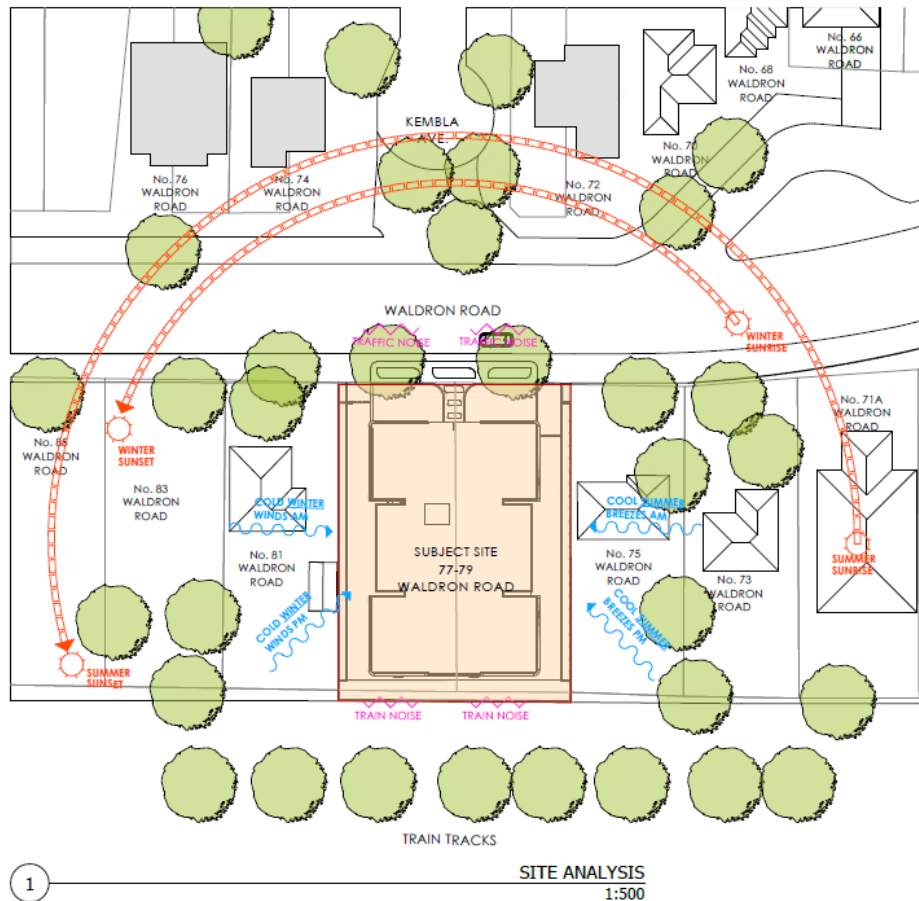 No. 66
WALDRON
ROAD
No. 68
WALDRON
ROAD
KEMBLA
AVE.
No. 70
WALDRON
ROAD
No. 76
WALDRON
ROAD
No. 74
WALDRON
ROAD
No. 72
WALDRON
ROAD
WALDRON ROAD
TRAFFIC NOISE
TRAFFIC NOISE
WINTER
SUNRISE
No. 71A
WALDRON
ROAD
No. 85
WALDRON
ROAD
WINTER
SUNSET
No. 83
WALDRON
ROAD
COLD WINTER
WINDS AM
COOL SUMMER
BREEZES AM
No. 81
WALDRON
ROAD
SUBJECT SITE
77-79
WALDRON ROAD
No. 75
WALDRON
ROAD
No. 73
WALDRON
ROAD
SUMMER
SUNRISE
COLD WINTER
WINDS PM
COOL SUMMER
BREEZES PM
SUMMER
SUNSET
TRAIN NOISE
TRAIN NOISE
TRAIN TRACKS
1
SITE ANALYSIS
1:500